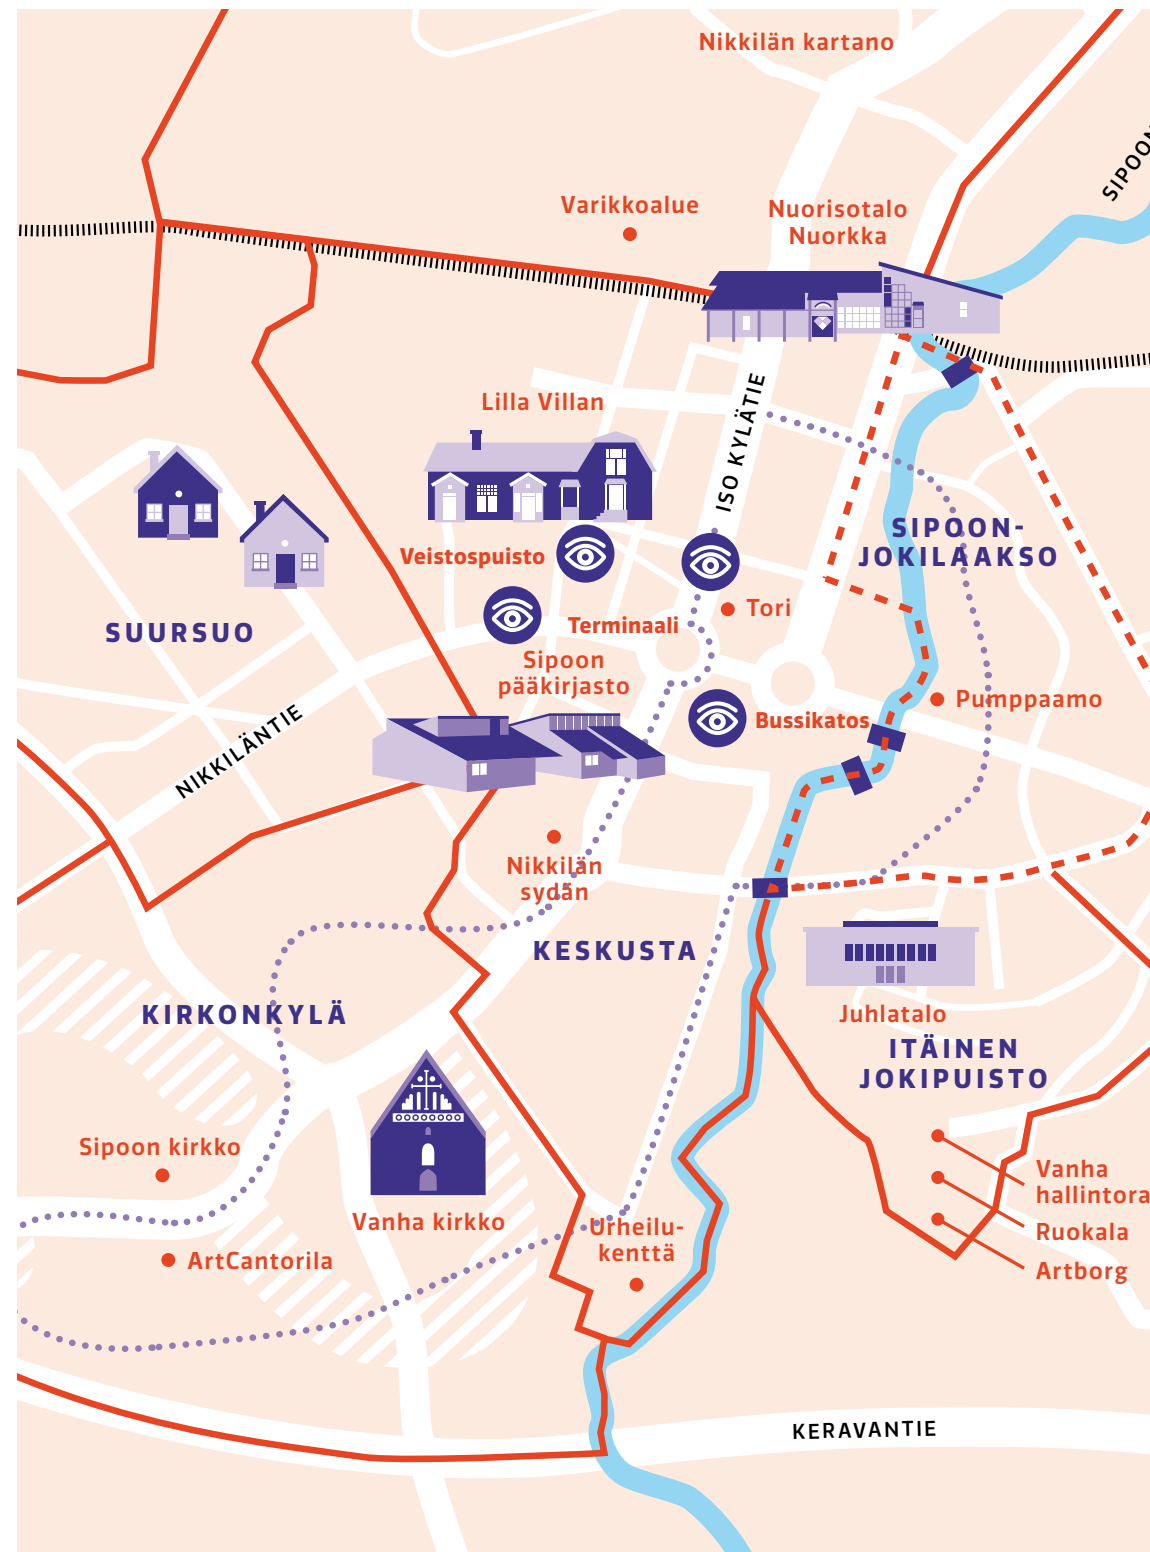 Nikkilän kartano
Varikkoalue
Nuorisotalo
Nuorkka
Lilla Villan
ISO KYLÄTIE
SIPOON-
JOKILAAKSO
Veistospuisto
Tori
Terminaali
SUURSUO
Sipoon
pääkirjasto
Pumppaamo
Bussikatos
NIKKILÄNTIE
Nikkilän
sydän
KESKUSTA
KIRKONKYLÄ
Juhlatalo
ITÄINEN
JOKIPUISTO
Sipoon kirkko
Vanha
hallintora
Vanha kirkko
Urheilu-
kenttä
Ruokala
ArtCantorila
Artborg
KERAVANTIE